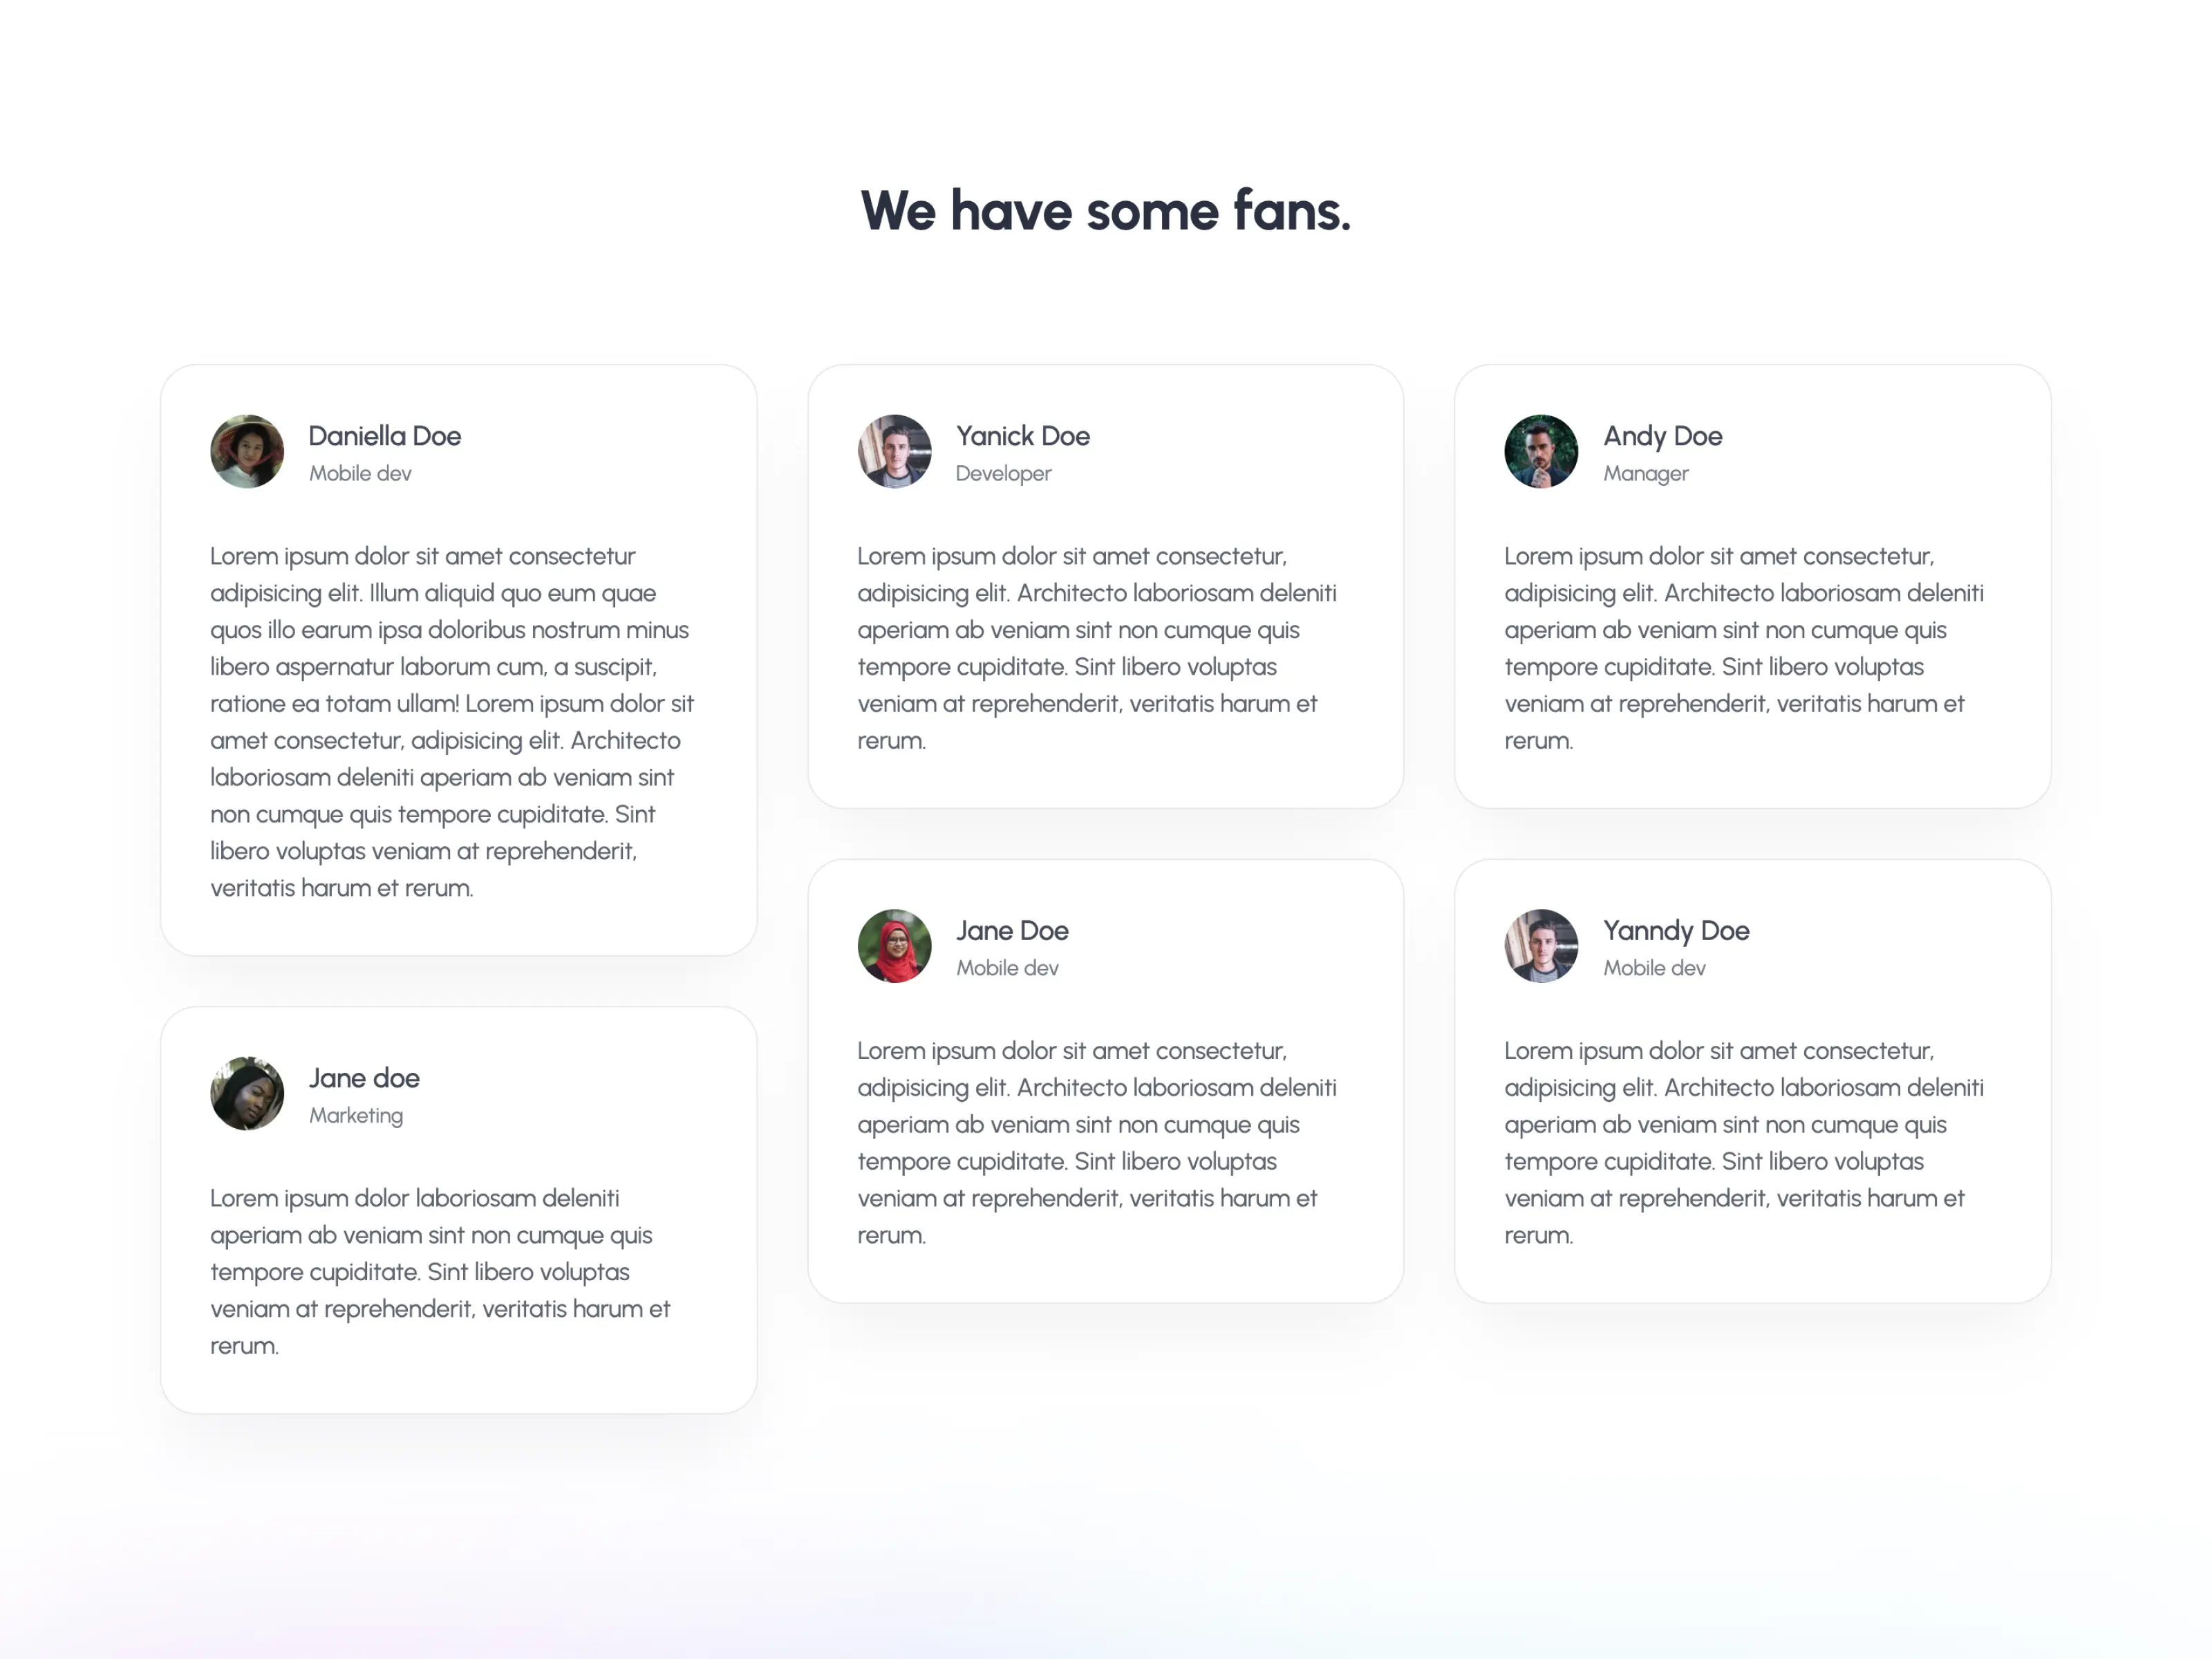 We have some fans.
Daniella Doe
Mobile dev
Lorem ipsum dolor sit amet consectetur
adipisicing elit. Illum aliquid quo eum quae
quos illo earum ipsa doloribus nostrum minus
libero aspernatur laborum cum, a suscipit,
ratione ea totam ullam! Lorem ipsum dolor sit
amet consectetur, adipisicing elit. Architecto
laboriosam deleniti aperiam ab veniam sint
non cumque quis tempore cupiditate. Sint
libero voluptas veniam at reprehenderit,
veritatis harum et rerum.
Jane doe
Marketing
Lorem ipsum dolor laboriosam deleniti
aperiam ab veniam sint non cumque quis
tempore cupiditate. Sint libero voluptas
veniam at reprehenderit, veritatis harum et
rerum.
Yanick Doe
Developer
Lorem ipsum dolor sit amet consectetur,
adipisicing elit. Architecto laboriosam deleniti
aperiam ab veniam sint non cumque quis
tempore cupiditate. Sint libero voluptas
veniam at reprehenderit, veritatis harum et
rerum.
Jane Doe
Mobile dev
Lorem ipsum dolor sit amet consectetur,
adipisicing elit. Architecto laboriosam deleniti
aperiam ab veniam sint non cumque quis
tempore cupiditate. Sint libero voluptas
veniam at reprehenderit, veritatis harum et
rerum.
Andy Doe
Manager
Lorem ipsum dolor sit amet consectetur,
adipisicing elit. Architecto laboriosam deleniti
aperiam ab veniam sint non cumque quis
tempore cupiditate. Sint libero voluptas
veniam at reprehenderit, veritatis harum et
rerum.
Yanndy Doe
Mobile dev
Lorem ipsum dolor sit amet consectetur,
adipisicing elit. Architecto laboriosam deleniti
aperiam ab veniam sint non cumque quis
tempore cupiditate. Sint libero voluptas
veniam at reprehenderit, veritatis harum et
rerum.